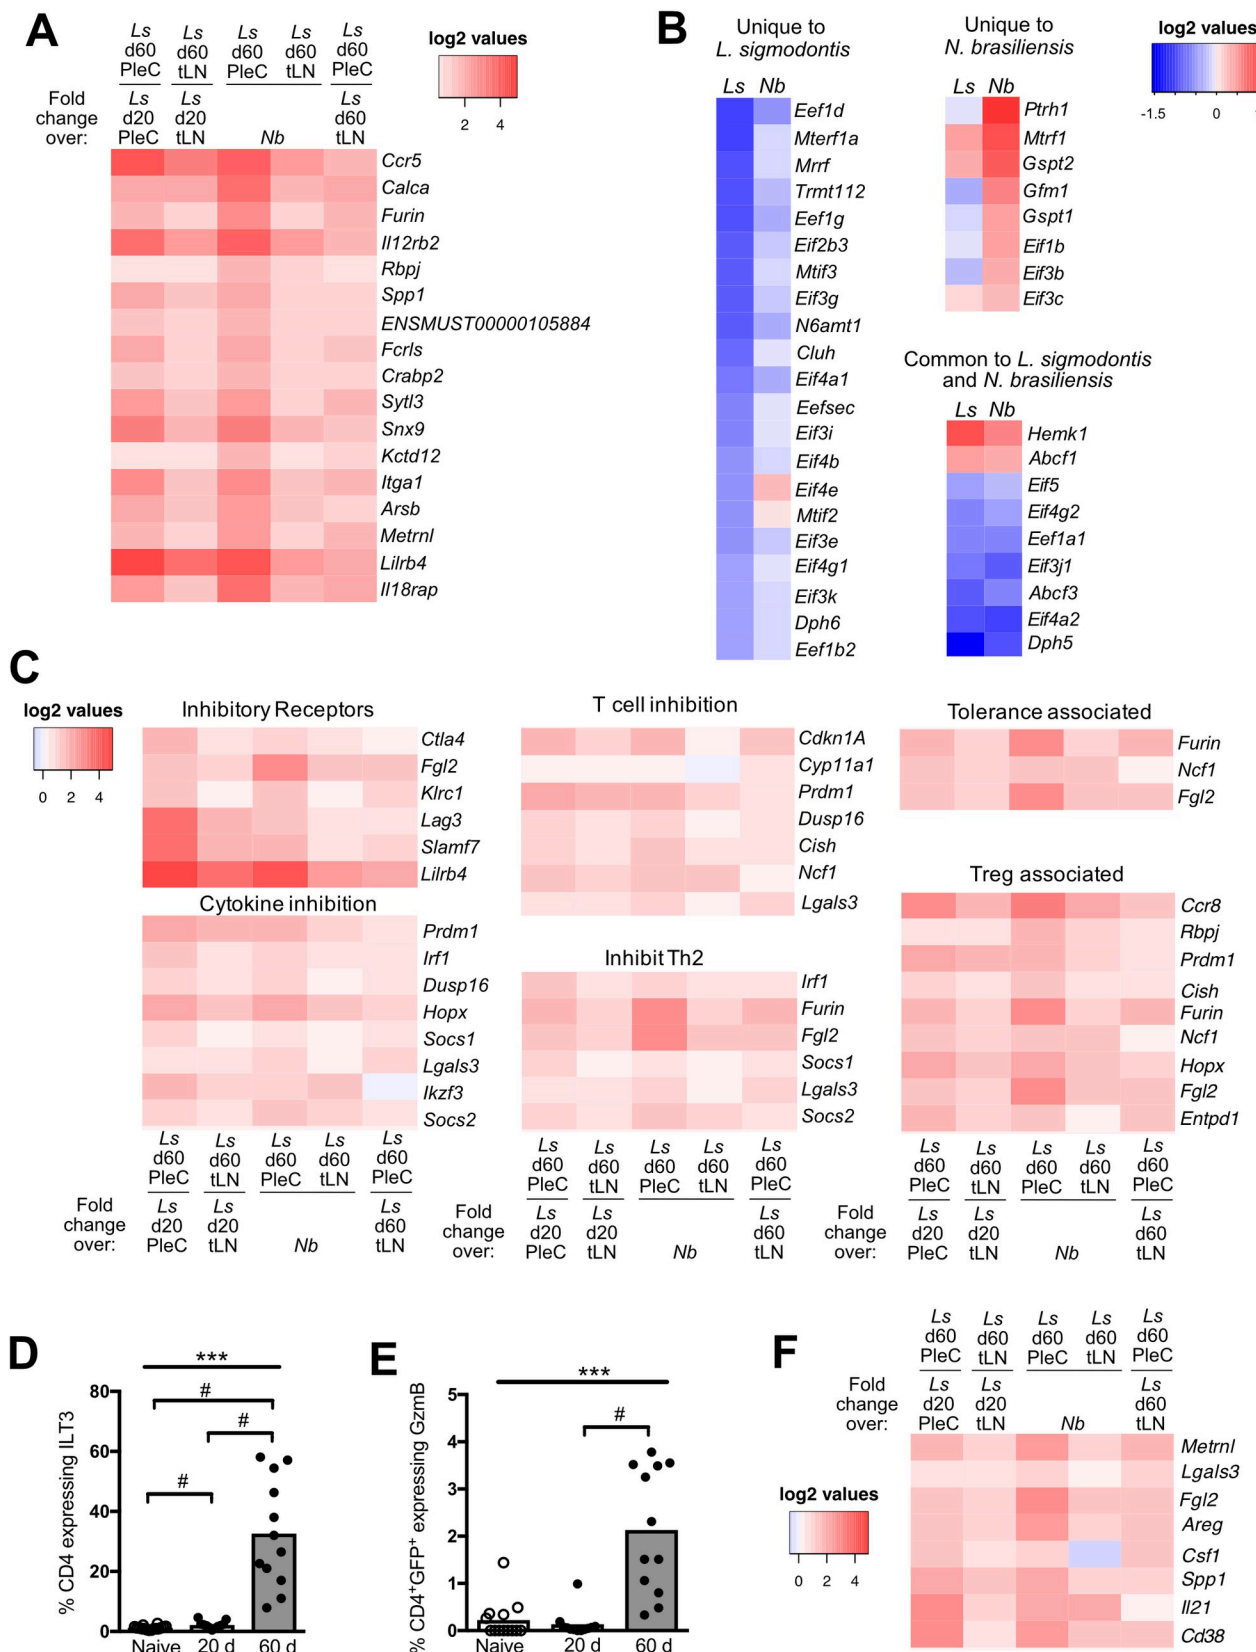 A
Ls Ls Ls Ls Ls
d60 d60 d60 d60 d60
PleC tLN PleC tLN PleC
Fold change over:
Ls Ls Nb Ls
d20 d20 d60
PleC tLN tLN
log2 values
2 4
Ccr5
Calca
Furin
Il12rb2
Rbpj
Spp1
ENSMUST00000105884
Fcrls
Crabp2
Sytl3
Snx9
Kctd12
Itga1
Arsb
Metrnl
Lilrb4
Il18rap
B
Unique to
L. sigmodontis
Ls Nb
Eef1d
Mterf1a
Mrrf
Trmt112
Eef1g
Eif2b3
Mtif3
Eif3g
N6amt1
Cluh
Eif4a1
Eefsec
Eif3i
Eif4b
Eif4e
Mtif2
Eif3e
Eif4g1
Eif3k
Dph6
Eef1b2
Unique to
N. brasiliensis
Ls Nb
Ptrh1
Mtrf1
Gspt2
Gfm1
Gspt1
Eif1b
Eif3b
Eif3c
log2 values
-1.5 0 1
Common to L. sigmodontis
and N. brasiliensis
Ls Nb
Hemk1
Abcf1
Eif5
Eif4g2
Eef1a1
Eif3j1
Abcf3
Eif4a2
Dph5
C
log2 values
0 2 4
Inhibitory Receptors
Ctla4
Fgl2
Klrc1
Lag3
Slamf7
Lilrb4
Cytokine inhibition
Prdm1
Irf1
Dusp16
Hopx
Socs1
Lgals3
Ikzf3
Socs2
Ls Ls Ls Ls Ls
d60 d60 d60 d60 d60
PleC tLN PleC tLN PleC
Fold change over:
Ls Ls Nb Ls
d20 d20 d60
PleC tLN tLN
T cell inhibition
Cdkn1A
Cyp11a1
Prdm1
Dusp16
Cish
Ncf1
Lgals3
Inhibit Th2
Irf1
Furin
Fgl2
Socs1
Lgals3
Socs2
Ls Ls Ls Ls Ls
d60 d60 d60 d60 d60
PleC tLN PleC tLN PleC
Fold change over:
Ls Ls Nb Ls
d20 d20 d60
PleC tLN tLN
Tolerance associated
Furin
Ncf1
Fgl2
Treg associated
Ccr8
Rbpj
Prdm1
Cish
Furin
Ncf1
Hopx
Fgl2
Entpd1
Ls Ls Ls Ls Ls
d60 d60 d60 d60 d60
PleC tLN PleC tLN PleC
Fold change over:
Ls Ls Nb Ls
d20 d20 d60
PleC tLN tLN
D
% CD4 expressing ILT3
80
60
40
20
0
***
#
#
#
Naive 20 d 60 d
E
% CD4+GFP+ expressing GzmB
5
4
3
2
1
0
***
#
Naive 20 d 60 d
F
Ls Ls Ls Ls Ls
d60 d60 d60 d60 d60
PleC tLN PleC tLN PleC
Fold change over:
Ls Ls Nb Ls
d20 d20 d60
PleC tLN tLN
log2 values
0 2 4
Metrnl
Lgals3
Fgl2
Areg
Csf1
Spp1
Il21
Cd38